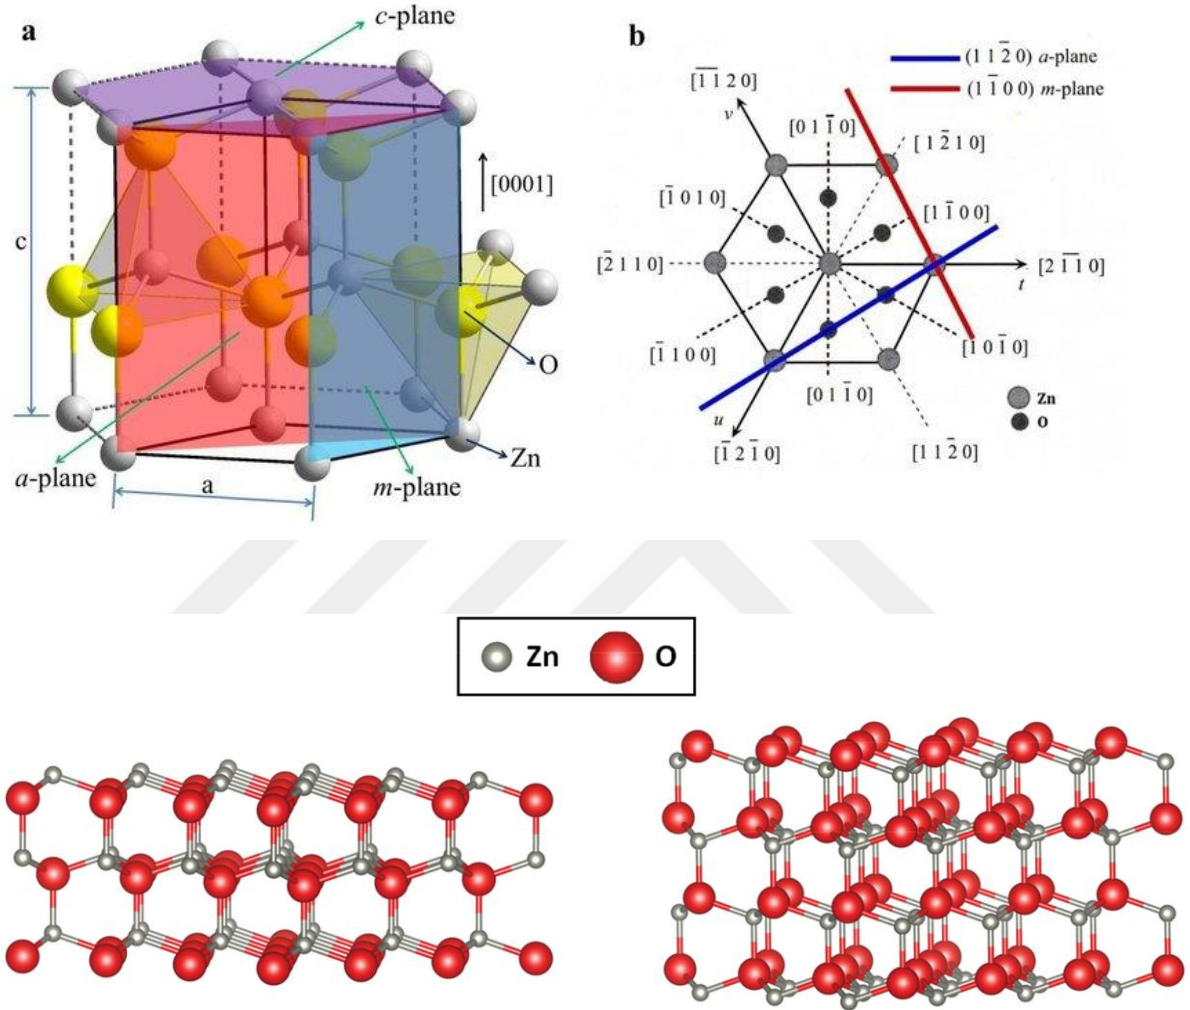 a
c-plane
[0001]
c
O
Zn
a-plane
a
m-plane
b
(1 1 2̅ 0) a-plane
(1 1̅ 0 0) m-plane
[1̅ 1̅ 2 0]
v
[0 1 1̅ 0]
[1 2̅ 1 0]
[1̅ 0 1 0]
[1 1̅ 0 0]
[2̅ 1 1 0]
[2 1̅ 1̅ 0]
t
[1̅ 1 0 0]
[1 0 1̅ 0]
[0 1 1̅ 0]
Zn
O
u
[1̅ 2 1̅ 0]
[1 1 2̅ 0]
Zn O